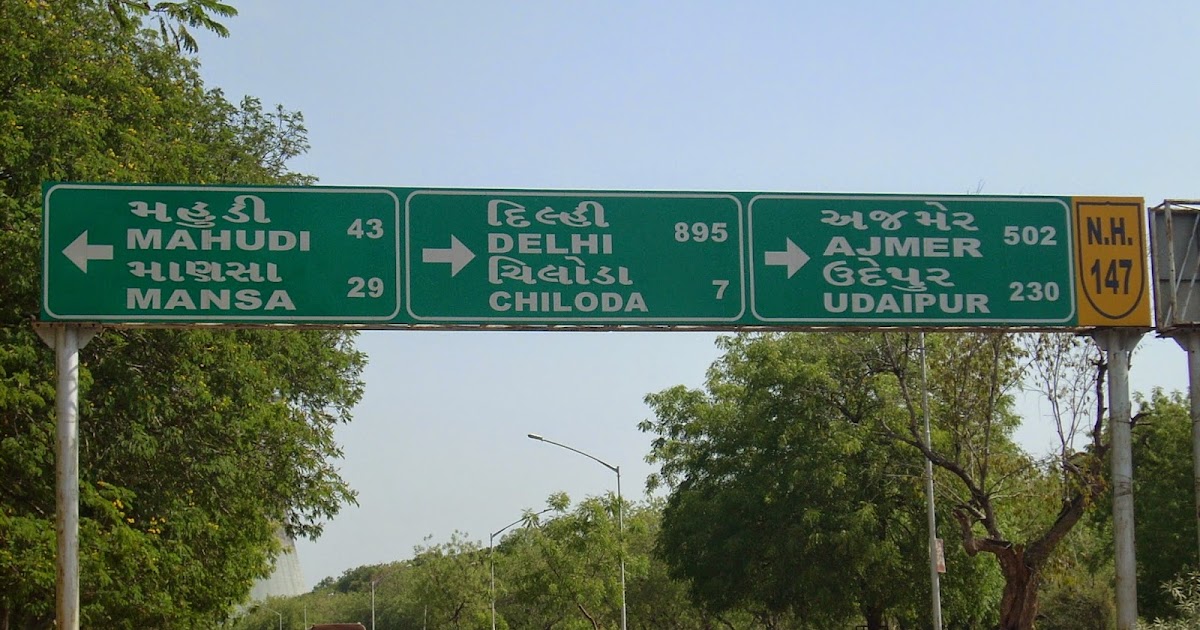 મહુડી 43
MAHUDI
માણસા 29
MANSA
દિલ્હી 895
DELHI
ચિલોડા 7
CHILODA
અજમેર 502
AJMER
ઉદેપુર 230
UDAIPUR
N.H.
147